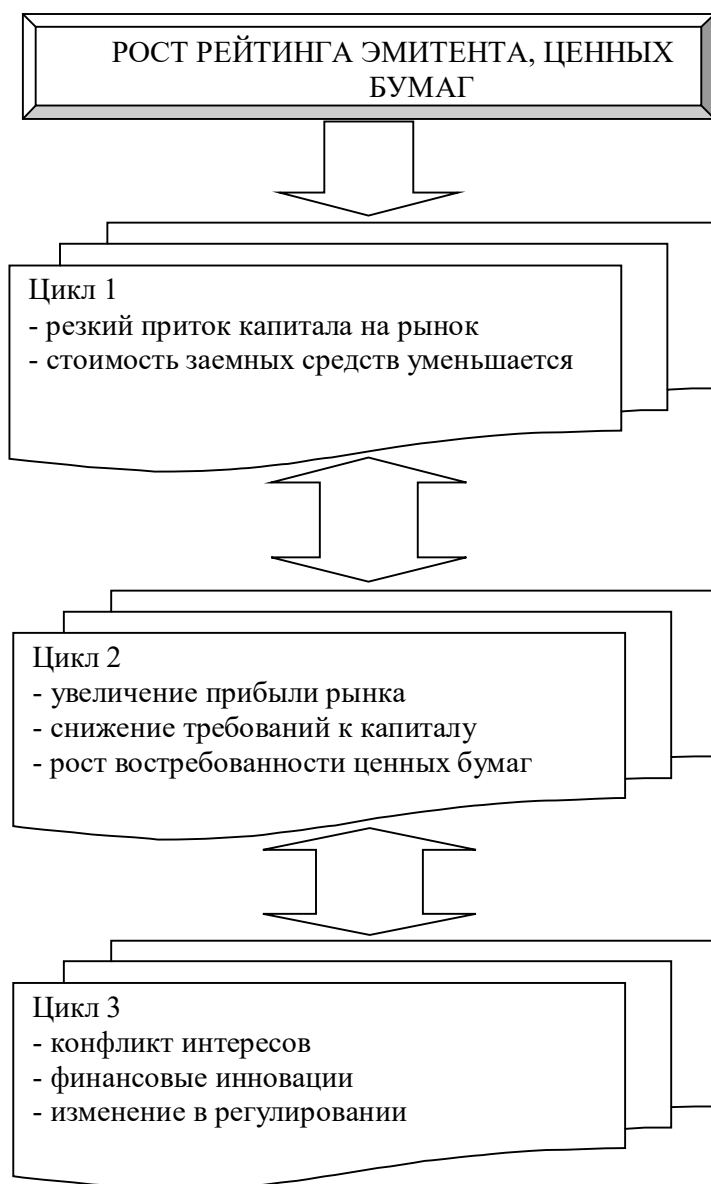 РОСТ РЕЙТИНГА ЭМИТЕНТА, ЦЕННЫХ
БУМАГ
Цикл 1
- резкий приток капитала на рынок
- стоимость заемных средств уменьшается
Цикл 2
- увеличение прибыли рынка
- снижение требований к капиталу
- рост востребованности ценных бумаг
Цикл 3
- конфликт интересов
- финансовые инновации
- изменение в регулировании